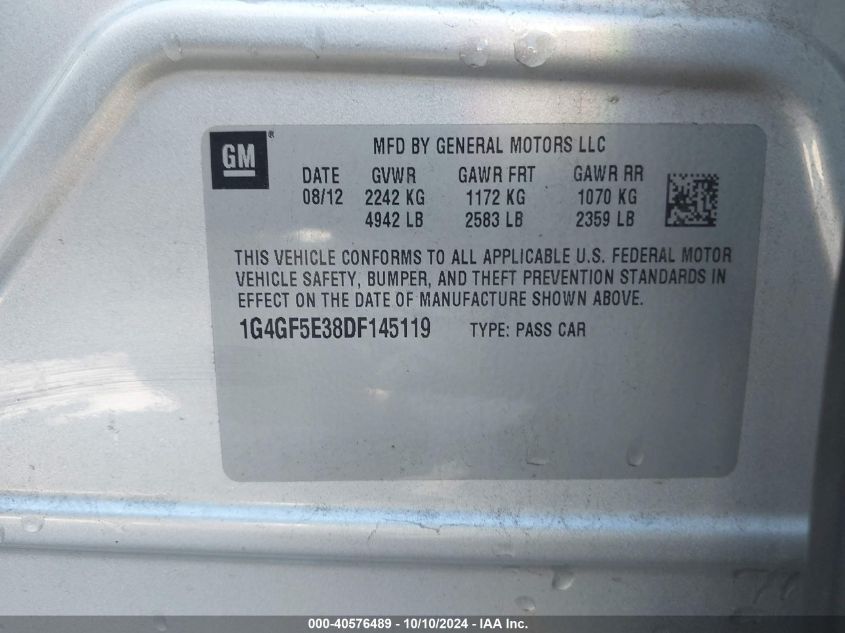 GM ®
MFD BY GENERAL MOTORS LLC
DATE GVWR GAWR FRT GAWR RR
08/12 2242 KG 1172 KG 1070 KG
4942 LB 2583 LB 2359 LB
THIS VEHICLE CONFORMS TO ALL APPLICABLE U.S. FEDERAL MOTOR
VEHICLE SAFETY, BUMPER, AND THEFT PREVENTION STANDARDS IN
EFFECT ON THE DATE OF MANUFACTURE SHOWN ABOVE.
1G4GF5E38DF145119 TYPE: PASS CAR
000-40576489 - 10/10/2024 - IAA Inc.